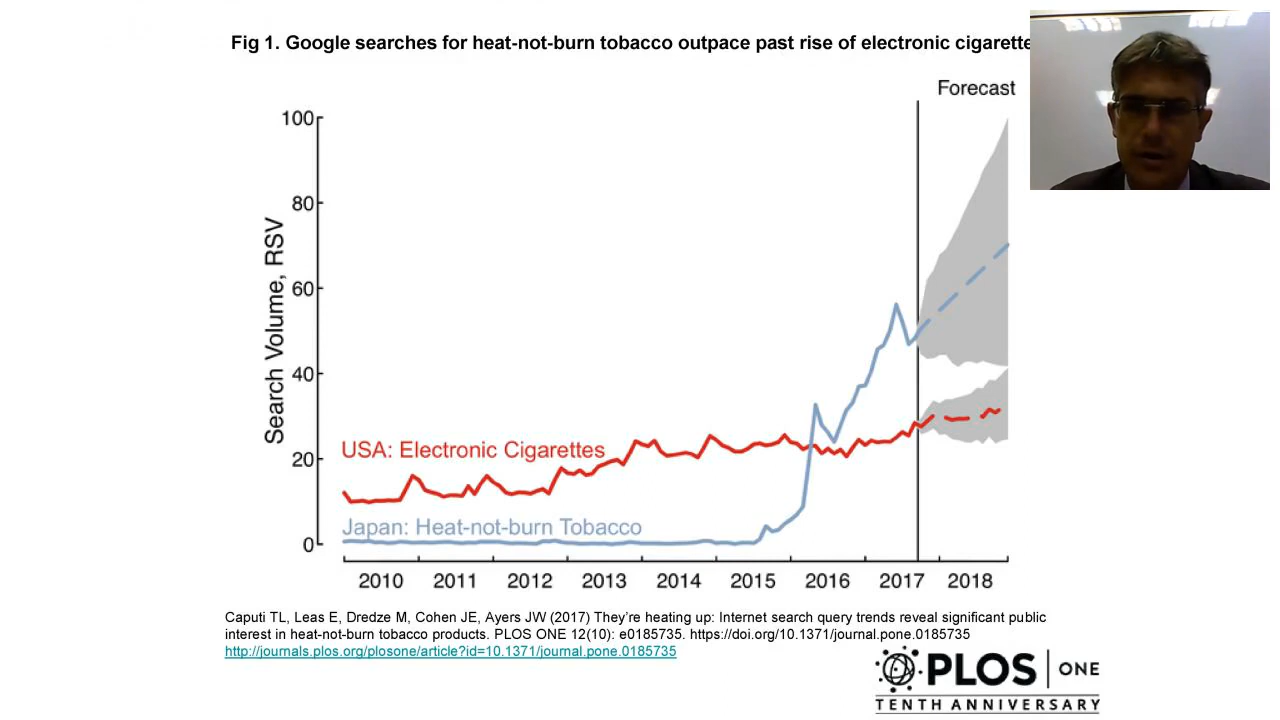 Fig 1. Google searches for heat-not-burn tobacco outpace past rise of electronic cigarette
Forecast
100
80
60
40
20
0
Search Volume, RSV
USA: Electronic Cigarettes
Japan: Heat-not-burn Tobacco
2010 2011 2012 2013 2014 2015 2016 2017 2018
Caputi TL, Leas E, Dredze M, Cohen JE, Ayers JW (2017) They’re heating up: Internet search query trends reveal significant public
interest in heat-not-burn tobacco products. PLOS ONE 12(10): e0185735. https://doi.org/10.1371/journal.pone.0185735
http://journals.plos.org/plosone/article?id=10.1371/journal.pone.0185735
PLOS ONE
TENTH ANNIVERSARY